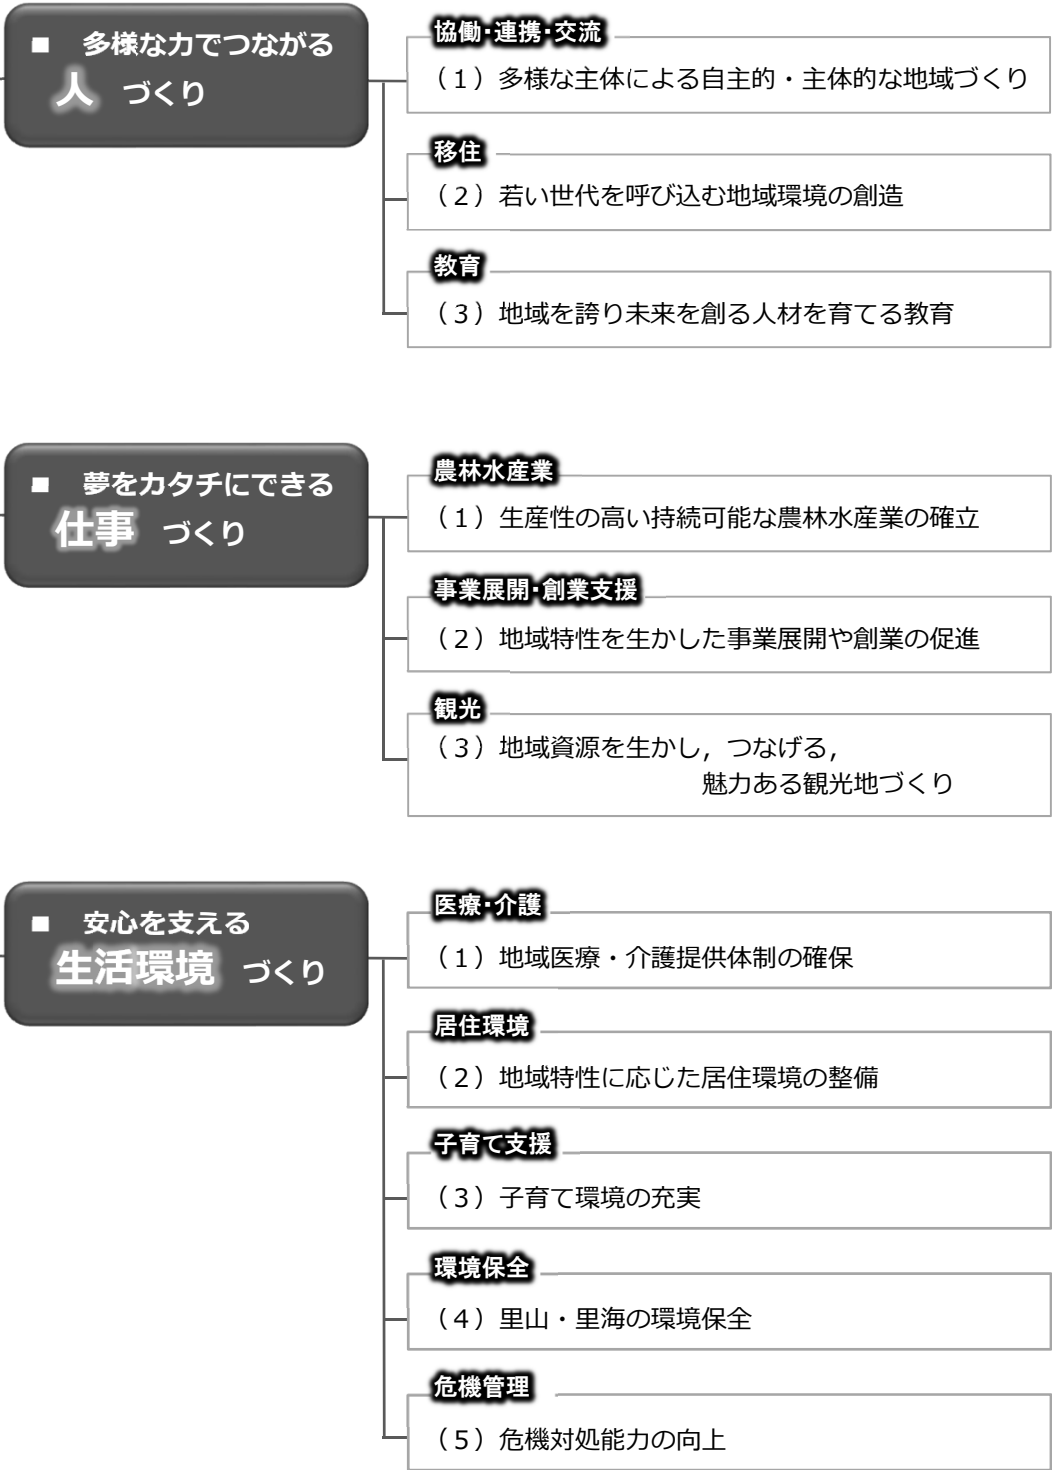 ■ 多様な力でつながる
人 づくり
協働・連携・交流
（１）多様な主体による自主的・主体的な地域づくり
移住
（２）若い世代を呼び込む地域環境の創造
教育
（３）地域を誇り未来を創る人材を育てる教育
■ 夢をカタチにできる
仕事 づくり
農林水産業
（１）生産性の高い持続可能な農林水産業の確立
事業展開・創業支援
（２）地域特性を生かした事業展開や創業の促進
観光
（３）地域資源を生かし，つなげる，
魅力ある観光地づくり
■ 安心を支える
生活環境 づくり
医療・介護
（１）地域医療・介護提供体制の確保
居住環境
（２）地域特性に応じた居住環境の整備
子育て支援
（３）子育て環境の充実
環境保全
（４）里山・里海の環境保全
危機管理
（５）危機対処能力の向上